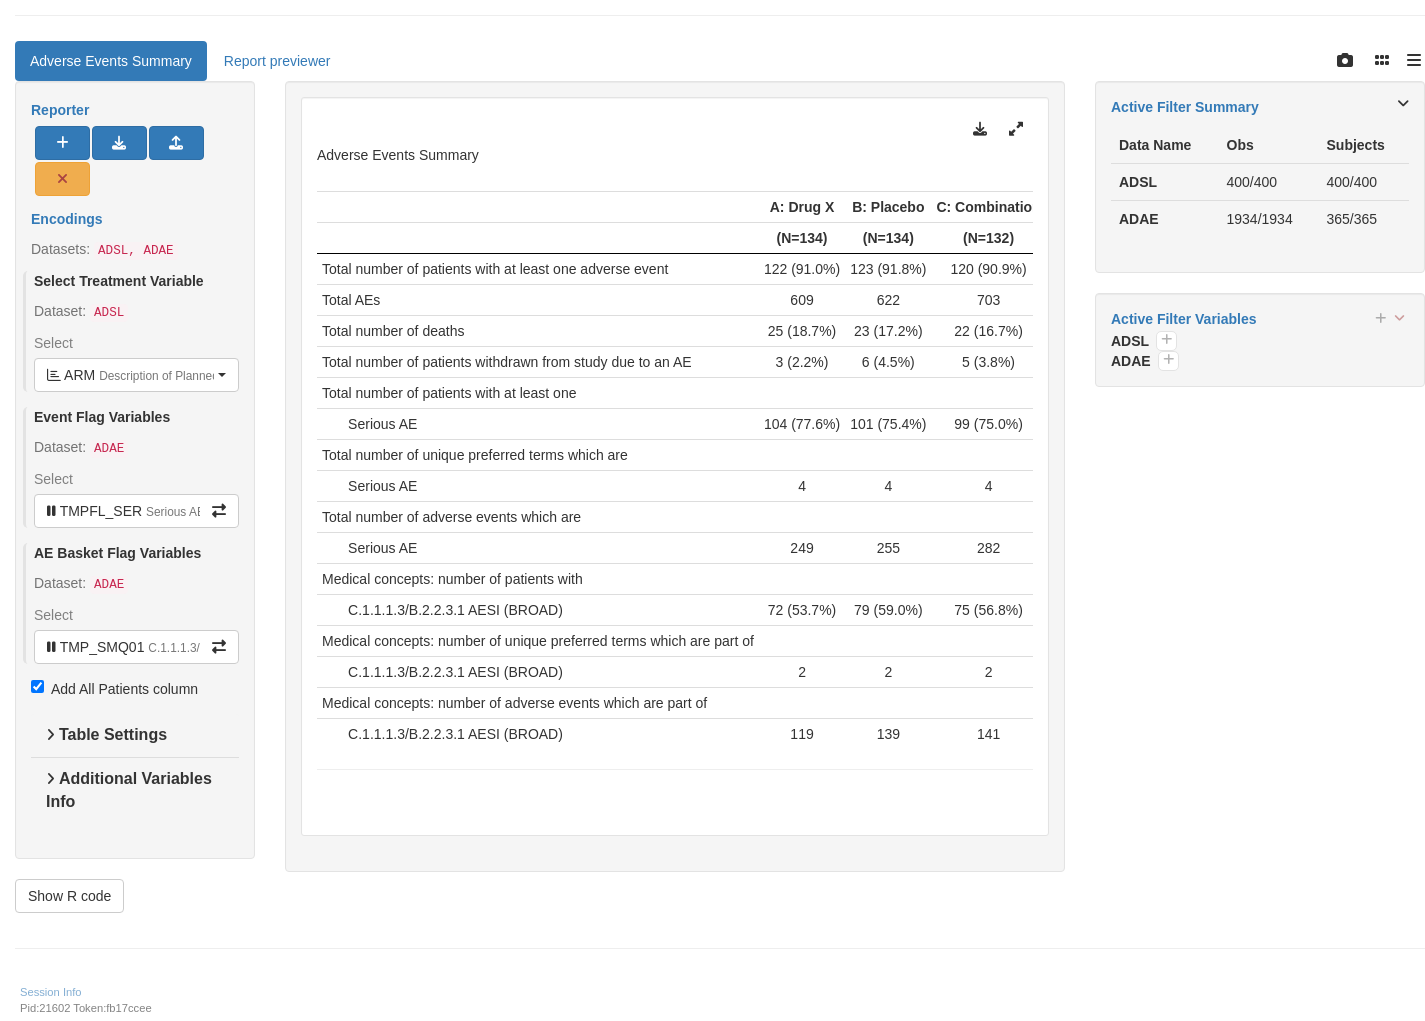 Adverse Events Summary
Report previewer
Reporter
Encodings
Datasets: ADSL, ADAE
Select Treatment Variable
Dataset: ADSL
Select
ARM Description of Planned
Event Flag Variables
Dataset: ADAE
Select
TMPFL_SER Serious AE
AE Basket Flag Variables
Dataset: ADAE
Select
TMP_SMQ01 C.1.1.1.3/
Add All Patients column
Table Settings
Additional Variables
Info
Show R code
Adverse Events Summary
A: Drug X B: Placebo C: Combinatio
(N=134) (N=134) (N=132)
Total number of patients with at least one adverse event 122 (91.0%) 123 (91.8%) 120 (90.9%)
Total AEs 609 622 703
Total number of deaths 25 (18.7%) 23 (17.2%) 22 (16.7%)
Total number of patients withdrawn from study due to an AE 3 (2.2%) 6 (4.5%) 5 (3.8%)
Total number of patients with at least one
Serious AE 104 (77.6%) 101 (75.4%) 99 (75.0%)
Total number of unique preferred terms which are
Serious AE 4 4 4
Total number of adverse events which are
Serious AE 249 255 282
Medical concepts: number of patients with
C.1.1.1.3/B.2.2.3.1 AESI (BROAD) 72 (53.7%) 79 (59.0%) 75 (56.8%)
Medical concepts: number of unique preferred terms which are part of
C.1.1.1.3/B.2.2.3.1 AESI (BROAD) 2 2 2
Medical concepts: number of adverse events which are part of
C.1.1.1.3/B.2.2.3.1 AESI (BROAD) 119 139 141
Active Filter Summary
Data Name Obs Subjects
ADSL 400/400 400/400
ADAE 1934/1934 365/365
Active Filter Variables
ADSL
ADAE
Session Info
Pid:21602 Token:fb17ccee